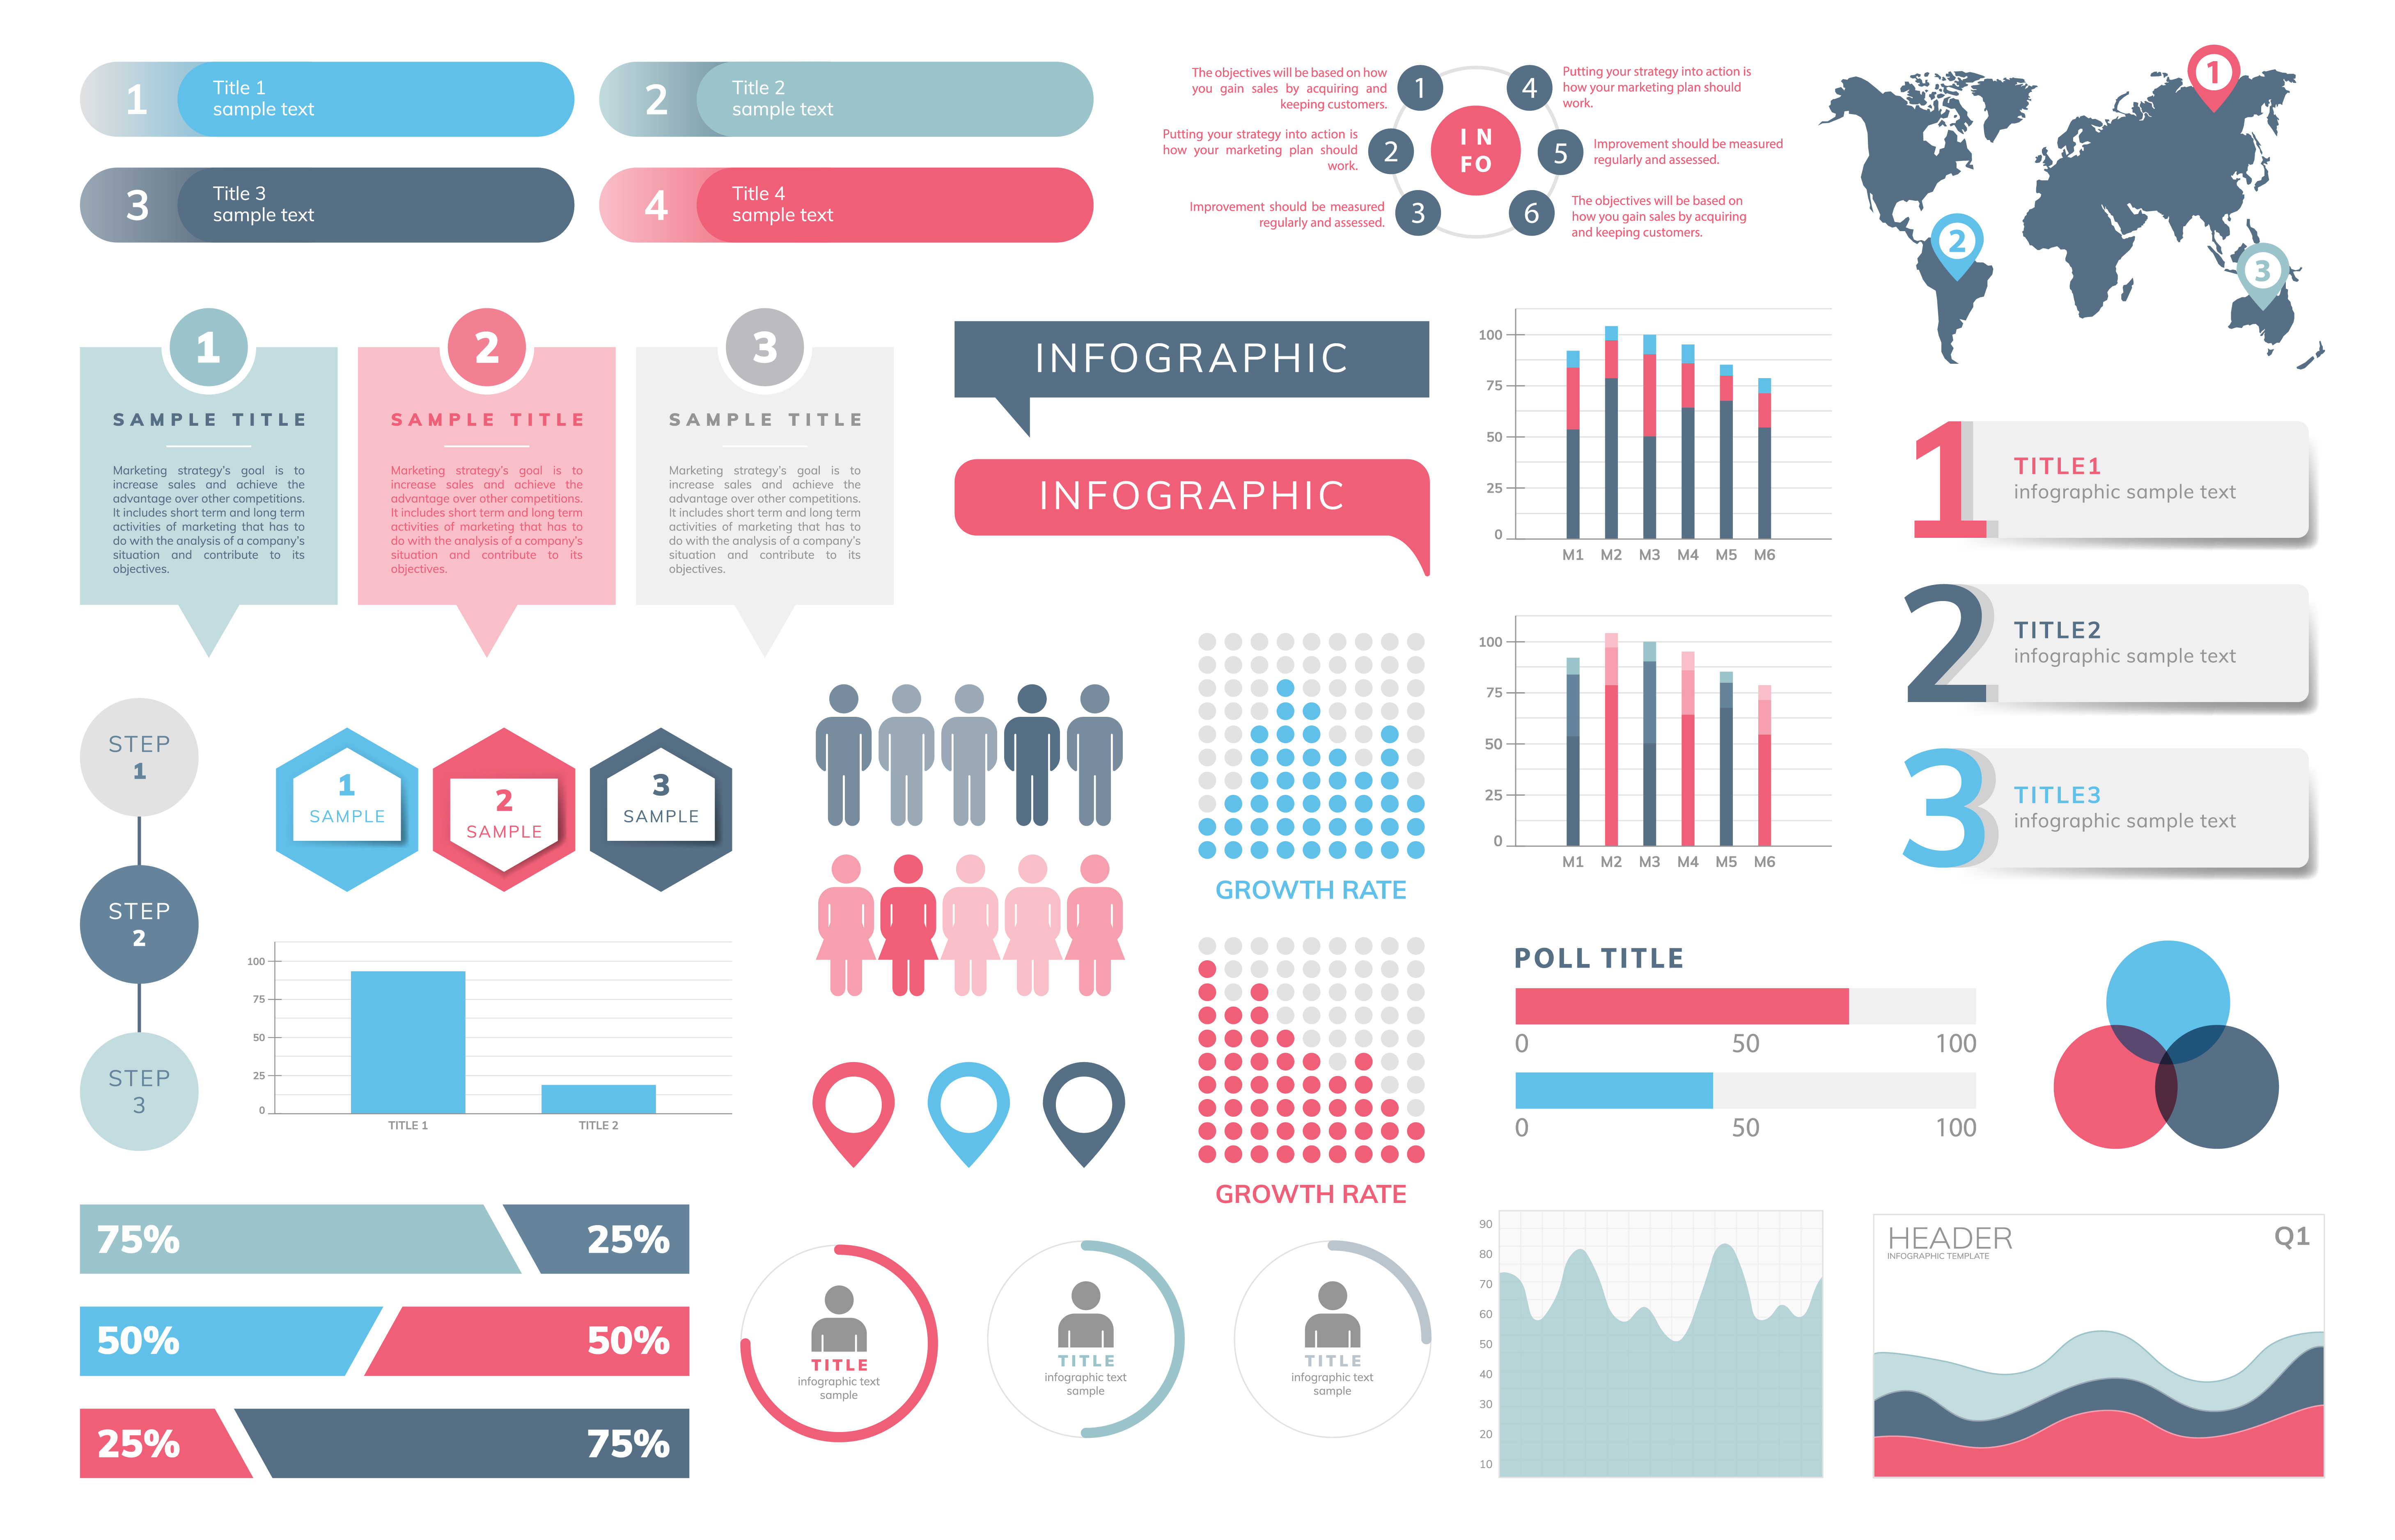 1
Title 1
sample text
2
Title 2
sample text
3
Title 3
sample text
4
Title 4
sample text
The objectives will be based on how
you gain sales by acquiring and
keeping customers.
1
Putting your strategy into action is
how your marketing plan should
work.
2
Improvement should be measured
regularly and assessed.
3
IN
FO
4
Putting your strategy into action is
how your marketing plan should
work.
5
Improvement should be measured
regularly and assessed.
6
The objectives will be based on
how you gain sales by acquiring
and keeping customers.
1
2
3
1
SAMPLE TITLE
Marketing strategy's goal is to
increase sales and achieve the
advantage over other competitions.
It includes short term and long term
activities of marketing that has to
do with the analysis of a company's
situation and contribute to its
objectives.
2
SAMPLE TITLE
Marketing strategy's goal is to
increase sales and achieve the
advantage over other competitions.
It includes short term and long term
activities of marketing that has to
do with the analysis of a company's
situation and contribute to its
objectives.
3
SAMPLE TITLE
Marketing strategy's goal is to
increase sales and achieve the
advantage over other competitions.
It includes short term and long term
activities of marketing that has to
do with the analysis of a company's
situation and contribute to its
objectives.
INFOGRAPHIC
INFOGRAPHIC
100
75
50
25
0
M1 M2 M3 M4 M5 M6
1
TITLE1
infographic sample text
2
TITLE2
infographic sample text
3
TITLE3
infographic sample text
STEP
1
STEP
2
STEP
3
1
SAMPLE
2
SAMPLE
3
SAMPLE
GROWTH RATE
100
75
50
25
0
M1 M2 M3 M4 M5 M6
100
75
50
25
0
TITLE 1 TITLE 2
GROWTH RATE
POLL TITLE
0 50 100
0 50 100
75% 25%
50% 50%
25% 75%
TITLE
infographic text
sample
TITLE
infographic text
sample
TITLE
infographic text
sample
90
80
70
60
50
40
30
20
10
HEADER
INFOGRAPHIC TEMPLATE
Q1